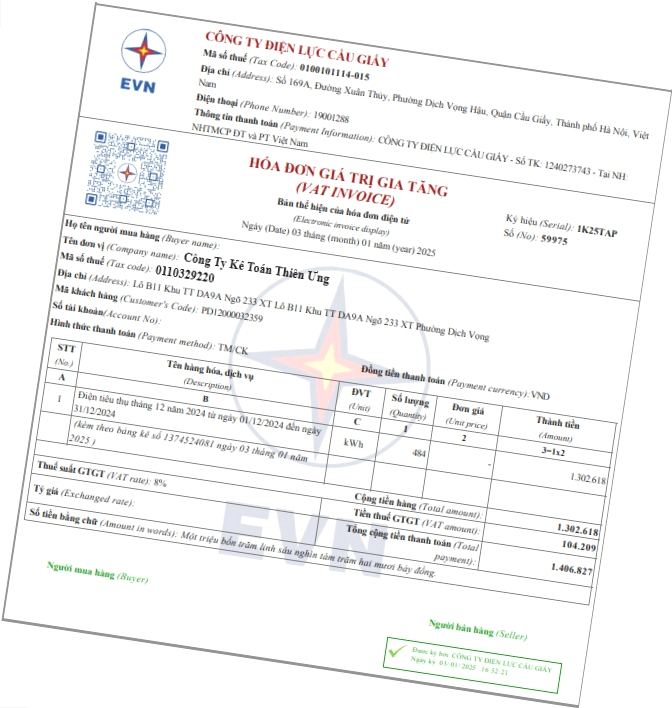 EVN
CÔNG TY ĐIỆN LỰC CẦU GIẤY
Mã số thuế (Tax Code): 0100101114-015
Địa chỉ (Address): Số 169A, Đường Xuân Thủy, Phường Dịch Vọng Hậu, Quận Cầu Giấy, Thành phố Hà Nội, Việt
Nam
Điện thoại (Phone Number): 19001288
Thông tin thanh toán (Payment Information): CÔNG TY ĐIỆN LỰC CẦU GIẤY - Số TK: 1240273743 - Tại NH:
NHTMCP ĐT và PT Việt Nam
HÓA ĐƠN GIÁ TRỊ GIA TĂNG
(VAT INVOICE)
Bản thể hiện của hóa đơn điện tử
(Electronic invoice display)
Ngày (Date) 03 tháng (month) 01 năm (year) 2025
Ký hiệu (Serial): 1K25TAP
Số (No): 59975
Họ tên người mua hàng (Buyer name):
Tên đơn vị (Company name): Công Ty Kế Toán Thiên Ưng
Mã số thuế (Tax code): 0110329220
Địa chỉ (Address): Lô B11 Khu TT DA9A Ngõ 233 XT Lô B11 Khu TT DA9A Ngõ 233 XT Phường Dịch Vọng
Mã khách hàng (Customer's Code): PD12000032359
Số tài khoản(Account No):
Hình thức thanh toán (Payment method): TM/CK
Đồng tiền thanh toán (Payment currency): VND
STT
(No.)
Tên hàng hóa, dịch vụ
(Description)
ĐVT
(Unit)
Số lượng
(Quantity)
Đơn giá
(Unit price)
Thành tiền
(Amount)
A
B
C
1
2
3=1x2
1
Điện tiêu thụ tháng 12 năm 2024 từ ngày 01/12/2024 đến ngày
31/12/2024
(kèm theo bảng kê số 1374524081 ngày 03 tháng 01 năm
2025 )
kWh
484
-
1.302.618
Cộng tiền hàng (Total amount):
1.302.618
Thuế suất GTGT (VAT rate): 8%
Tiền thuế GTGT (VAT amount):
104.209
Tỷ giá (Exchanged rate):
Tổng cộng tiền thanh toán (Total
payment):
1.406.827
Số tiền bằng chữ (Amount in words): Một triệu bốn trăm linh sáu nghìn tám trăm hai mươi bảy đồng.
EVN
Người mua hàng (Buyer)
Người bán hàng (Seller)
Được ký bởi CÔNG TY ĐIỆN LỰC CẦU GIẤY
Ngày ký 03/01/2025 16:52:21